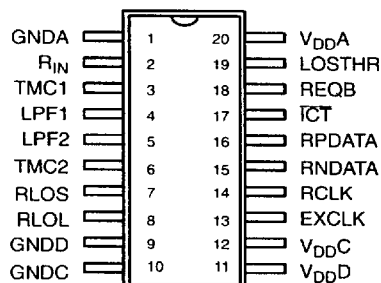 GNDA 1 20 VDDA
RIN 2 19 LOSTHR
TMC1 3 18 REQB
LPF1 4 17 I̅C̅T̅
LPF2 5 16 RPDATA
TMC2 6 15 RNDATA
RLOS 7 14 RCLK
RLOL 8 13 EXCLK
GNDD 9 12 VDDC
GNDC 10 11 VDDD